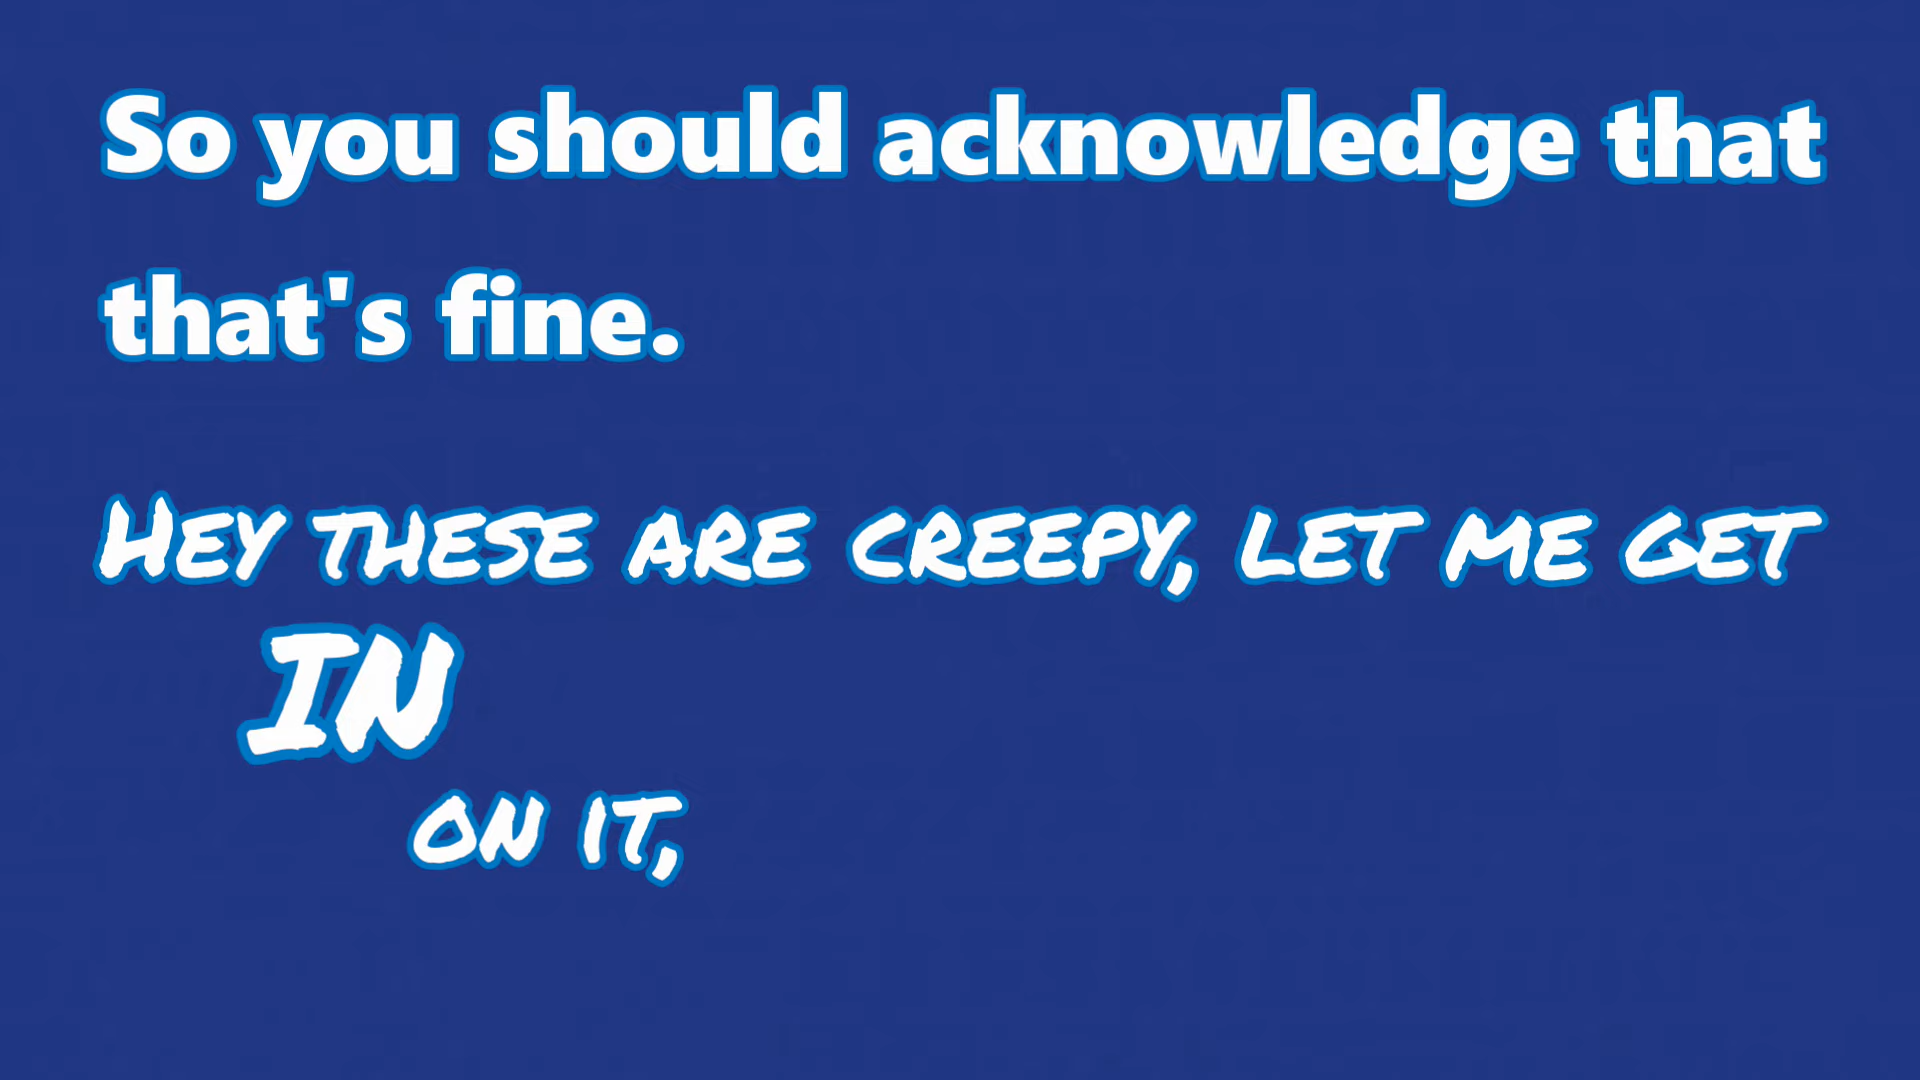 So you should acknowledge that
that's fine.
Hey these are creepy, let me get
IN
on it,